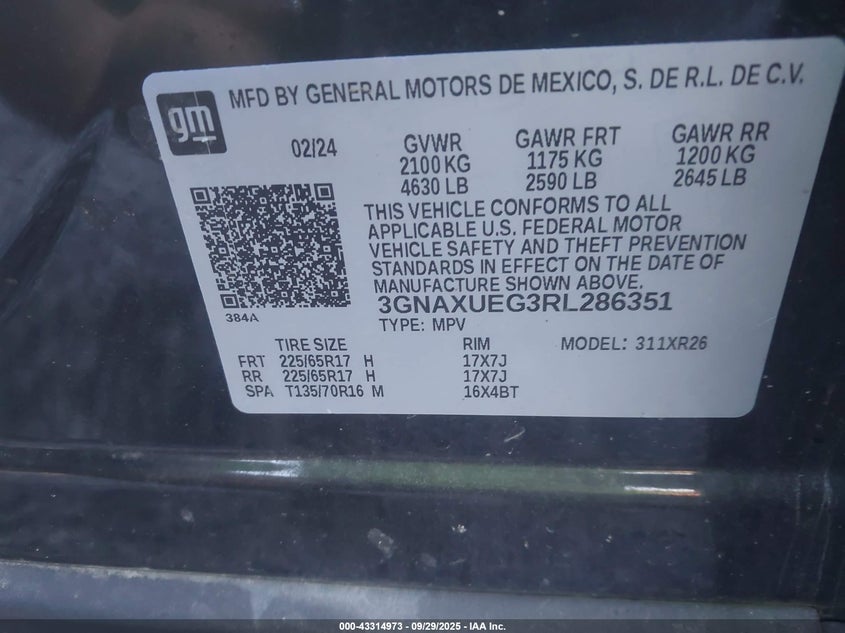 gm
MFD BY GENERAL MOTORS DE MEXICO, S. DE R.L. DE C.V.
02/24 GVWR GAWR FRT GAWR RR
2100 KG 1175 KG 1200 KG
4630 LB 2590 LB 2645 LB
THIS VEHICLE CONFORMS TO ALL
APPLICABLE U.S. FEDERAL MOTOR
VEHICLE SAFETY AND THEFT PREVENTION
STANDARDS IN EFFECT ON THE DATE OF
MANUFACTURE SHOWN ABOVE.
384A
3GNAXUEG3RL286351
TYPE: MPV
TIRE SIZE RIM MODEL: 311XR26
FRT 225/65R17 H 17X7J
RR 225/65R17 H 17X7J
SPA T135/70R16 M 16X4BT
000-43314973 - 09/29/2025 - IAA Inc.